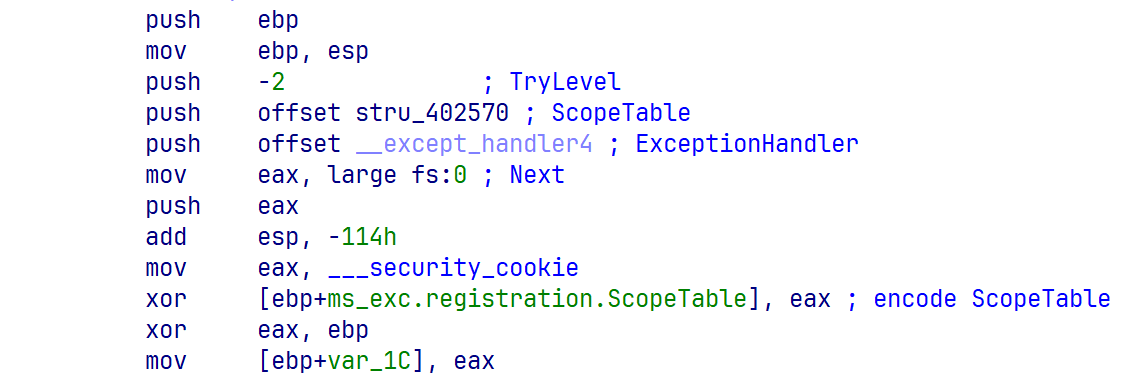 push ebp
mov ebp, esp
push -2 ; TryLevel
push offset stru_402570 ; ScopeTable
push offset __except_handler4 ; ExceptionHandler
mov eax, large fs:0 ; Next
push eax
add esp, -114h
mov eax, ___security_cookie
xor [ebp+ms_exc.registration.ScopeTable], eax ; encode ScopeTable
xor eax, ebp
mov [ebp+var_1C], eax